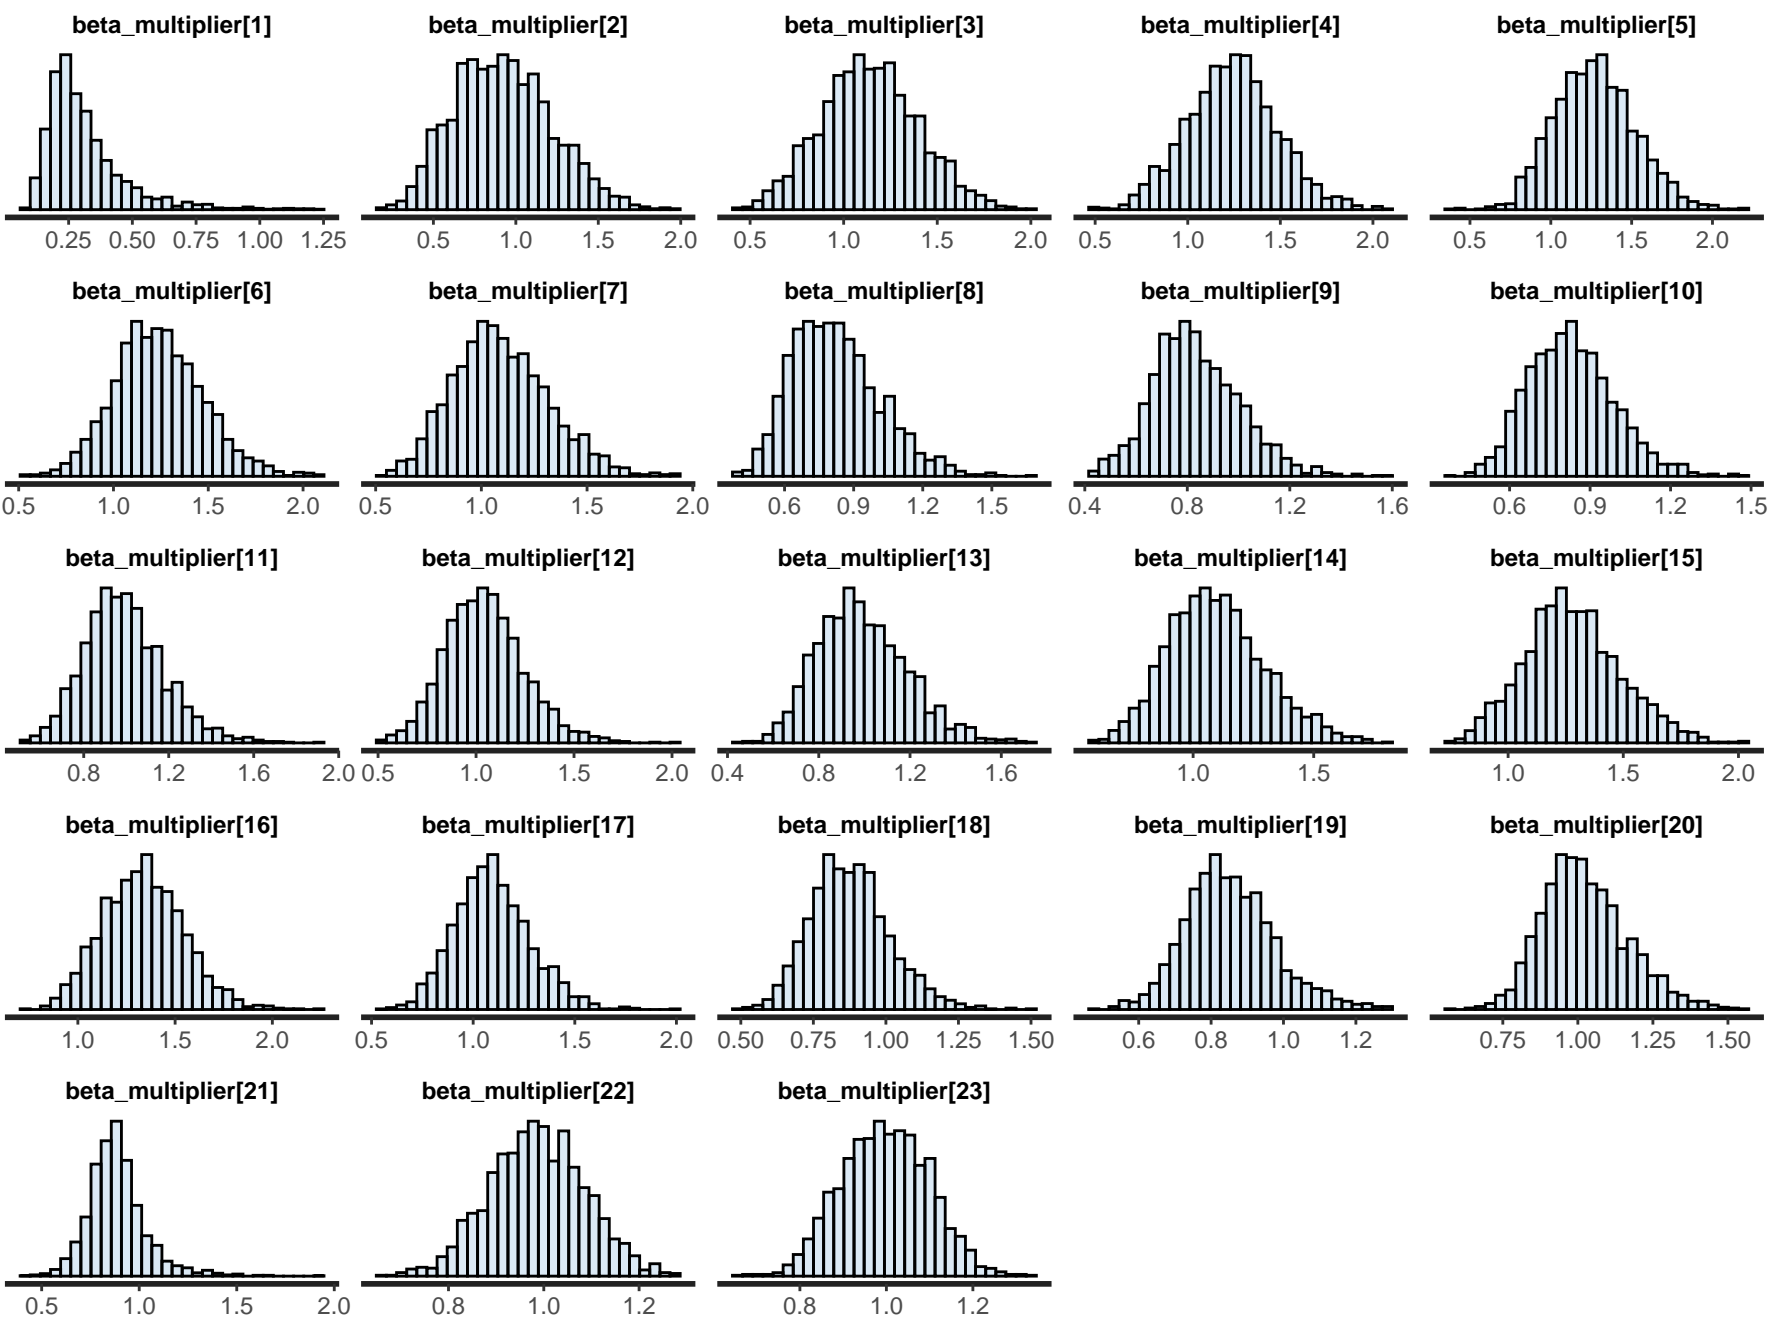 beta_multiplier[1] beta_multiplier[2] beta_multiplier[3] beta_multiplier[4] beta_multiplier[5]
0.25 0.50 0.75 1.00 1.25 0.5 1.0 1.5 2.0 0.5 1.0 1.5 2.0 0.5 1.0 1.5 2.0 0.5 1.0 1.5 2.0
beta_multiplier[6] beta_multiplier[7] beta_multiplier[8] beta_multiplier[9] beta_multiplier[10]
0.5 1.0 1.5 2.0 0.5 1.0 1.5 2.0 0.6 0.9 1.2 1.5 0.4 0.8 1.2 1.6 0.6 0.9 1.2 1.5
beta_multiplier[11] beta_multiplier[12] beta_multiplier[13] beta_multiplier[14] beta_multiplier[15]
0.8 1.2 1.6 2.0 0.5 1.0 1.5 2.0 0.4 0.8 1.2 1.6 1.0 1.5 1.0 1.5 2.0
beta_multiplier[16] beta_multiplier[17] beta_multiplier[18] beta_multiplier[19] beta_multiplier[20]
1.0 1.5 2.0 0.5 1.0 1.5 2.0 0.50 0.75 1.00 1.25 1.50 0.6 0.8 1.0 1.2 0.75 1.00 1.25 1.50
beta_multiplier[21] beta_multiplier[22] beta_multiplier[23]
0.5 1.0 1.5 2.0 0.8 1.0 1.2 0.8 1.0 1.2